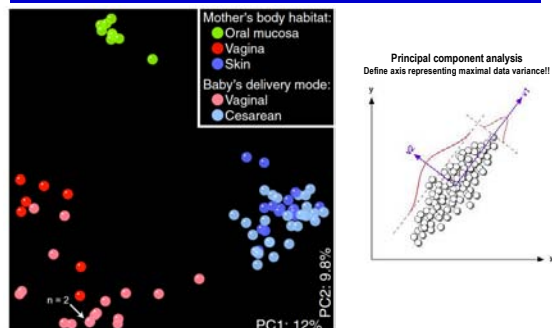 Mother's body habitat:
Oral mucosa
Vagina
Skin
Baby's delivery mode:
Vaginal
Cesarean
n = 2
PC1: 12%
PC2: 9.8%
Principal component analysis
Define axis representing maximal data variance!!
y
x